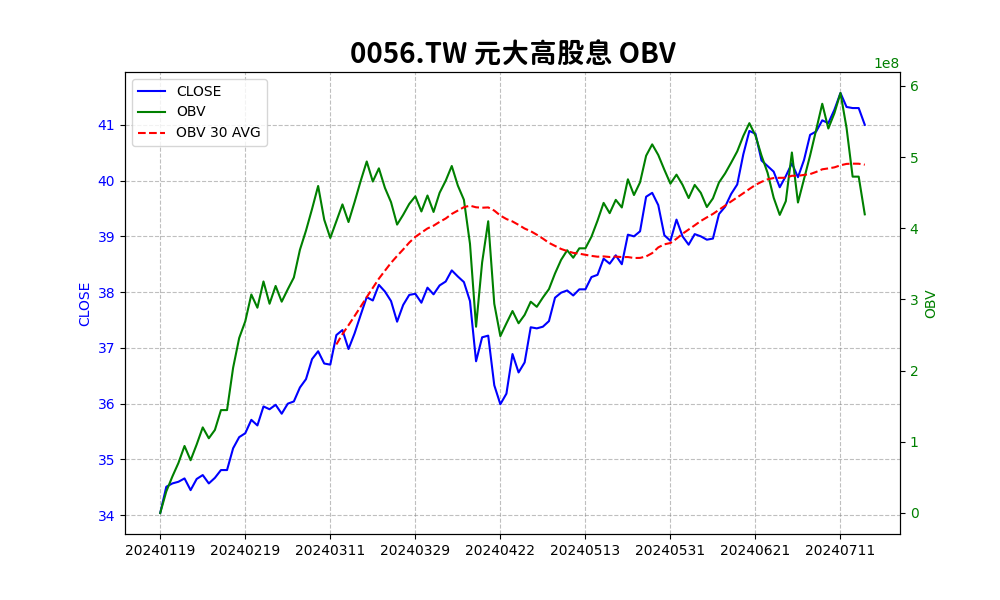 0056.TW 元大高股息 OBV
1e8
CLOSE
OBV
OBV 30 AVG
41
40
39
38
37
36
35
34
CLOSE
6
5
4
3
2
1
0
OBV
20240119 20240219 20240311 20240329 20240422 20240513 20240531 20240621 20240711